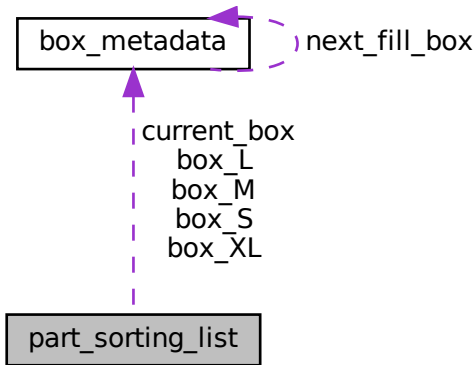 box_metadata
next_fill_box
current_box
box_L
box_M
box_S
box_XL
part_sorting_list